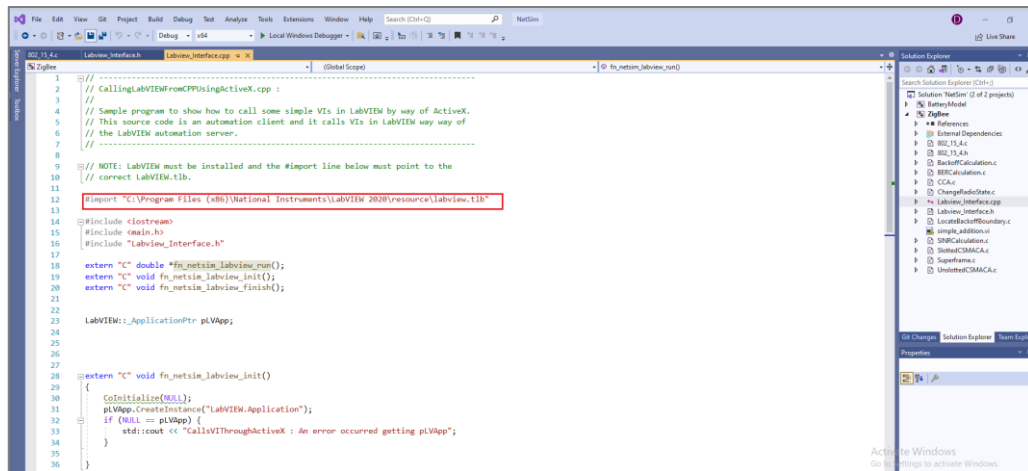 File Edit View Git Project Build Debug Test Analyze Tools Extensions Window Help Search (Ctrl+Q) NetSim
Debug x64 Local Windows Debugger Live Share
802_15_4.c Labview_Interface.h Labview_Interface.cpp
ZigBee (Global Scope) fn_netsim_labview_run()
Server Explorer Toolbox
1 // ----------------------------------------------------------------------------
2 // CallingLabVIEWFromCPPUsingActiveX.cpp :
3 //
4 // Sample program to show how to call some simple VIs in LabVIEW by way of ActiveX.
5 // This source code is an automation client and it calls VIs in LabVIEW way way of
6 // the LabVIEW automation server.
7 // ----------------------------------------------------------------------------
8
9 // NOTE: LabVIEW must be installed and the #import line below must point to the
10 // correct LabVIEW.tlb.
11
12 #import "C:\Program Files (x86)\National Instruments\LabVIEW 2020\resource\labview.tlb"
13
14 #include <iostream>
15 #include <main.h>
16 #include "Labview_Interface.h"
17
18 extern "C" double *fn_netsim_labview_run();
19 extern "C" void fn_netsim_labview_init();
20 extern "C" void fn_netsim_labview_finish();
21
22
23 LabVIEW::_ApplicationPtr pLVApp;
24
25
26
27
28 extern "C" void fn_netsim_labview_init()
29 {
30 CoInitialize(NULL);
31 pLVApp.CreateInstance("LabVIEW.Application");
32 if (NULL == pLVApp) {
33 std::cout << "CallsVIThroughActiveX : An error occurred getting pLVApp";
34 }
35
36 }
Solution Explorer
Search Solution Explorer (Ctrl+;)
Solution 'NetSim' (2 of 2 projects)
BatteryModel
ZigBee
References
External Dependencies
802_15_4.c
802_15_4.h
BackoffCalculation.c
BERCalculation.c
CCA.c
ChangeRadioState.c
Labview_Interface.cpp
Labview_Interface.h
LocateBackoffBoundary.c
simple_addition.vi
SINRCalculation.c
SlottedCSMACA.c
Superframe.c
UnslottedCSMACA.c
Git Changes Solution Explorer Team Expl
Properties
Activate Windows
Go to Settings to activate Windows.